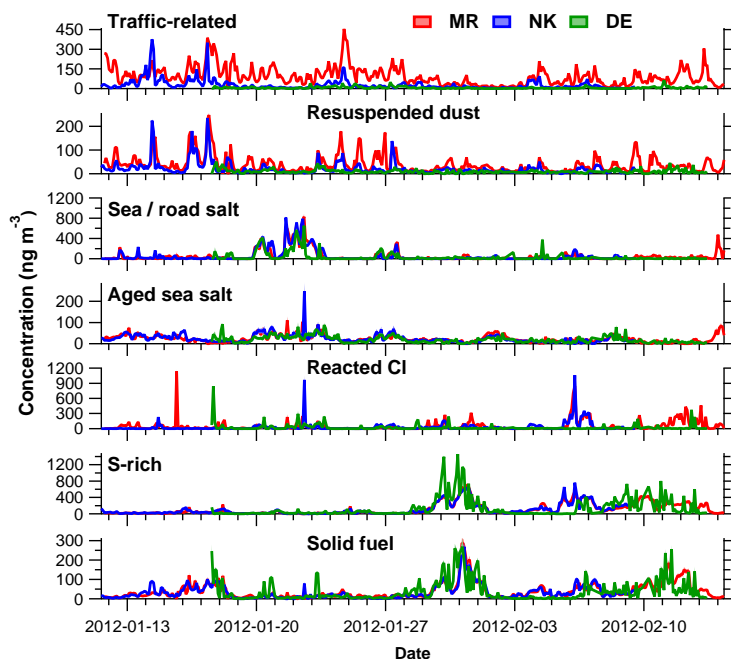 Traffic-related
MR NK DE
450
300
150
0
Resuspended dust
200
100
0
Sea / road salt
1200
800
400
0
Aged sea salt
200
100
0
Reacted Cl
1200
900
600
300
0
S-rich
1200
800
400
0
Solid fuel
300
200
100
0
Concentration (ng m-3)
2012-01-13 2012-01-20 2012-01-27 2012-02-03 2012-02-10
Date